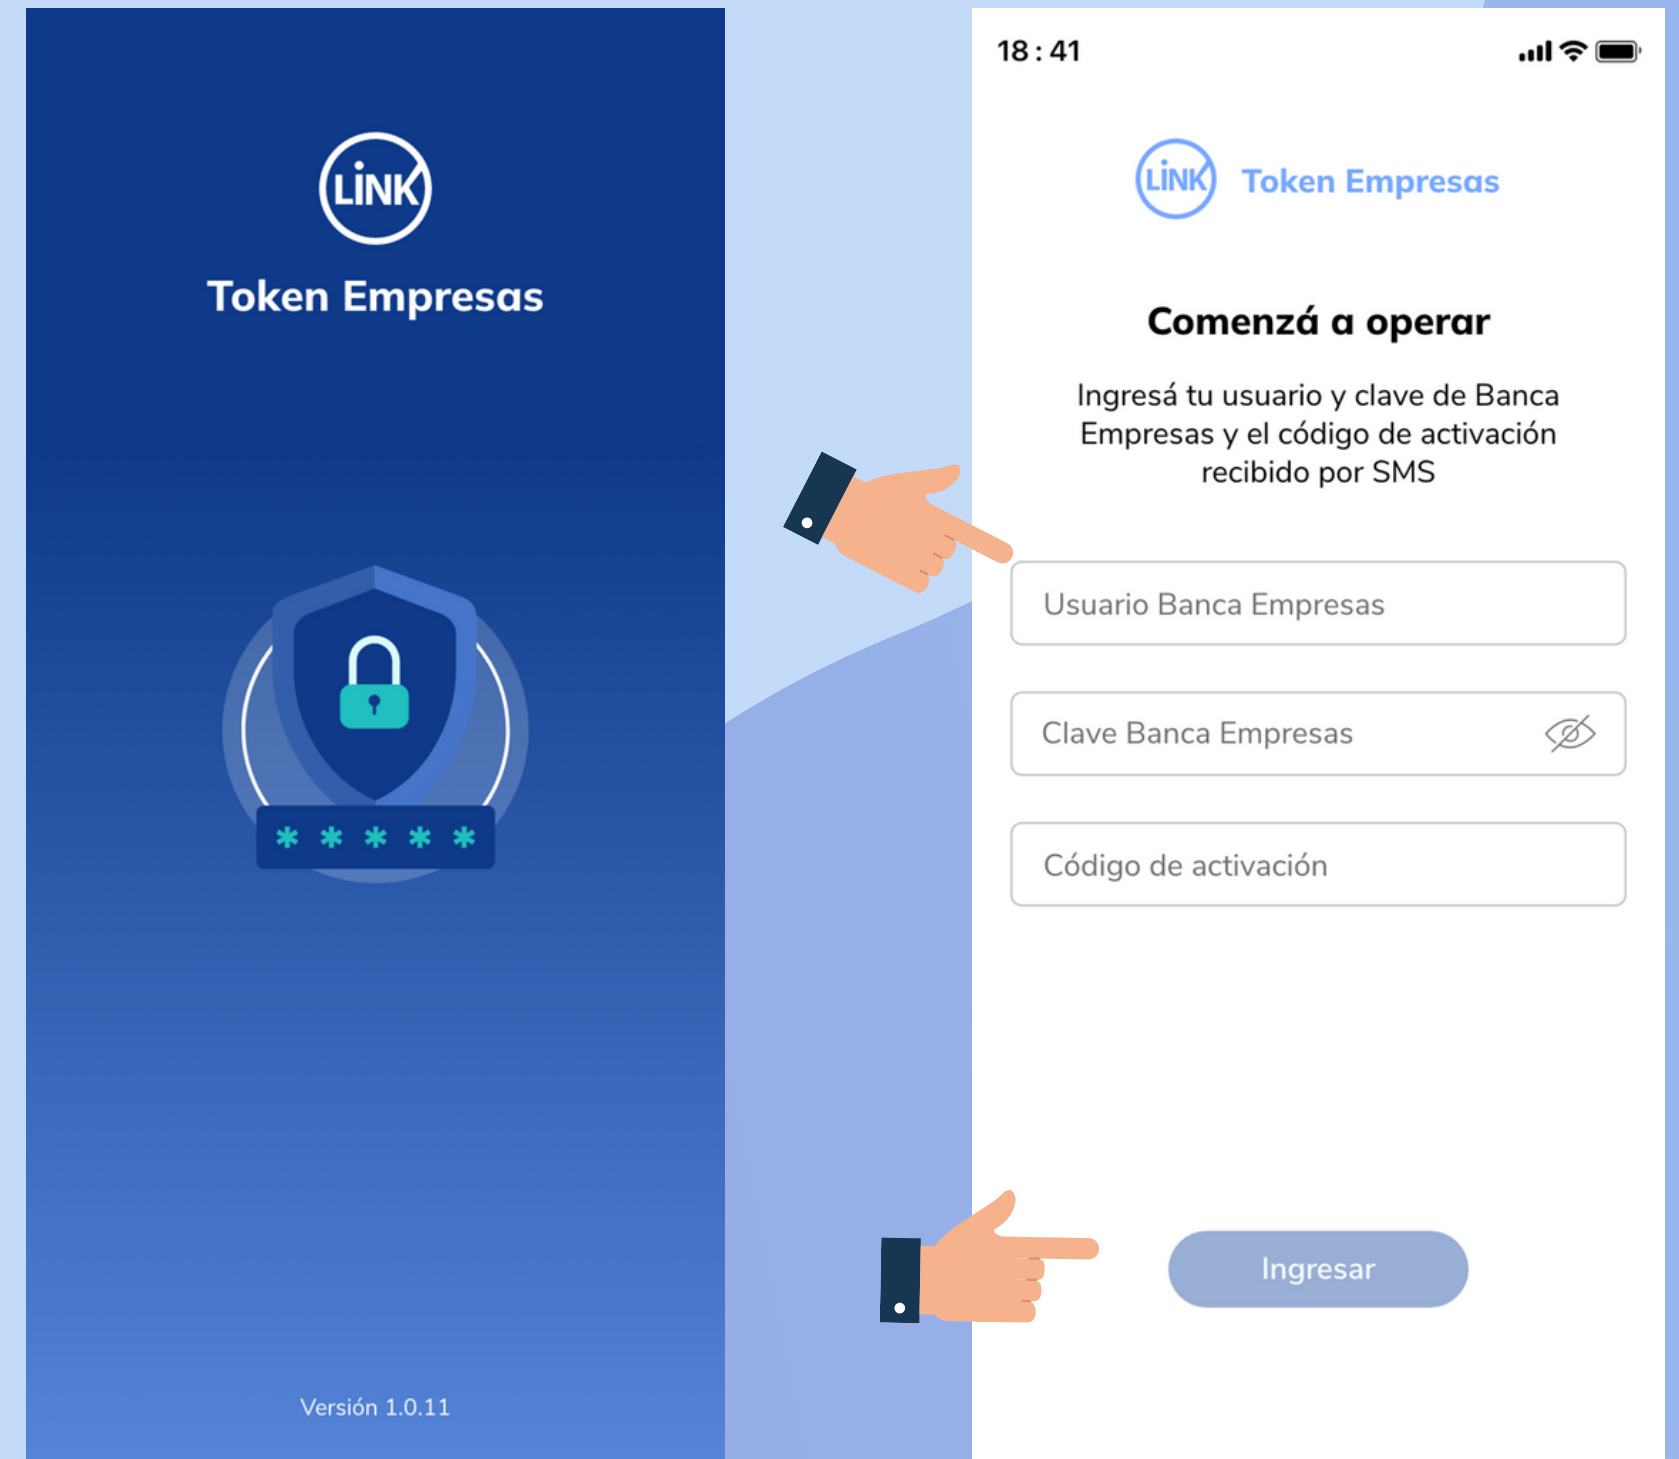 LiNK
Token Empresas
* * * * *
Versión 1.0.11
18 : 41
LiNK Token Empresas
Comenzá a operar
Ingresá tu usuario y clave de Banca
Empresas y el código de activación
recibido por SMS
Usuario Banca Empresas
Clave Banca Empresas
Código de activación
Ingresar